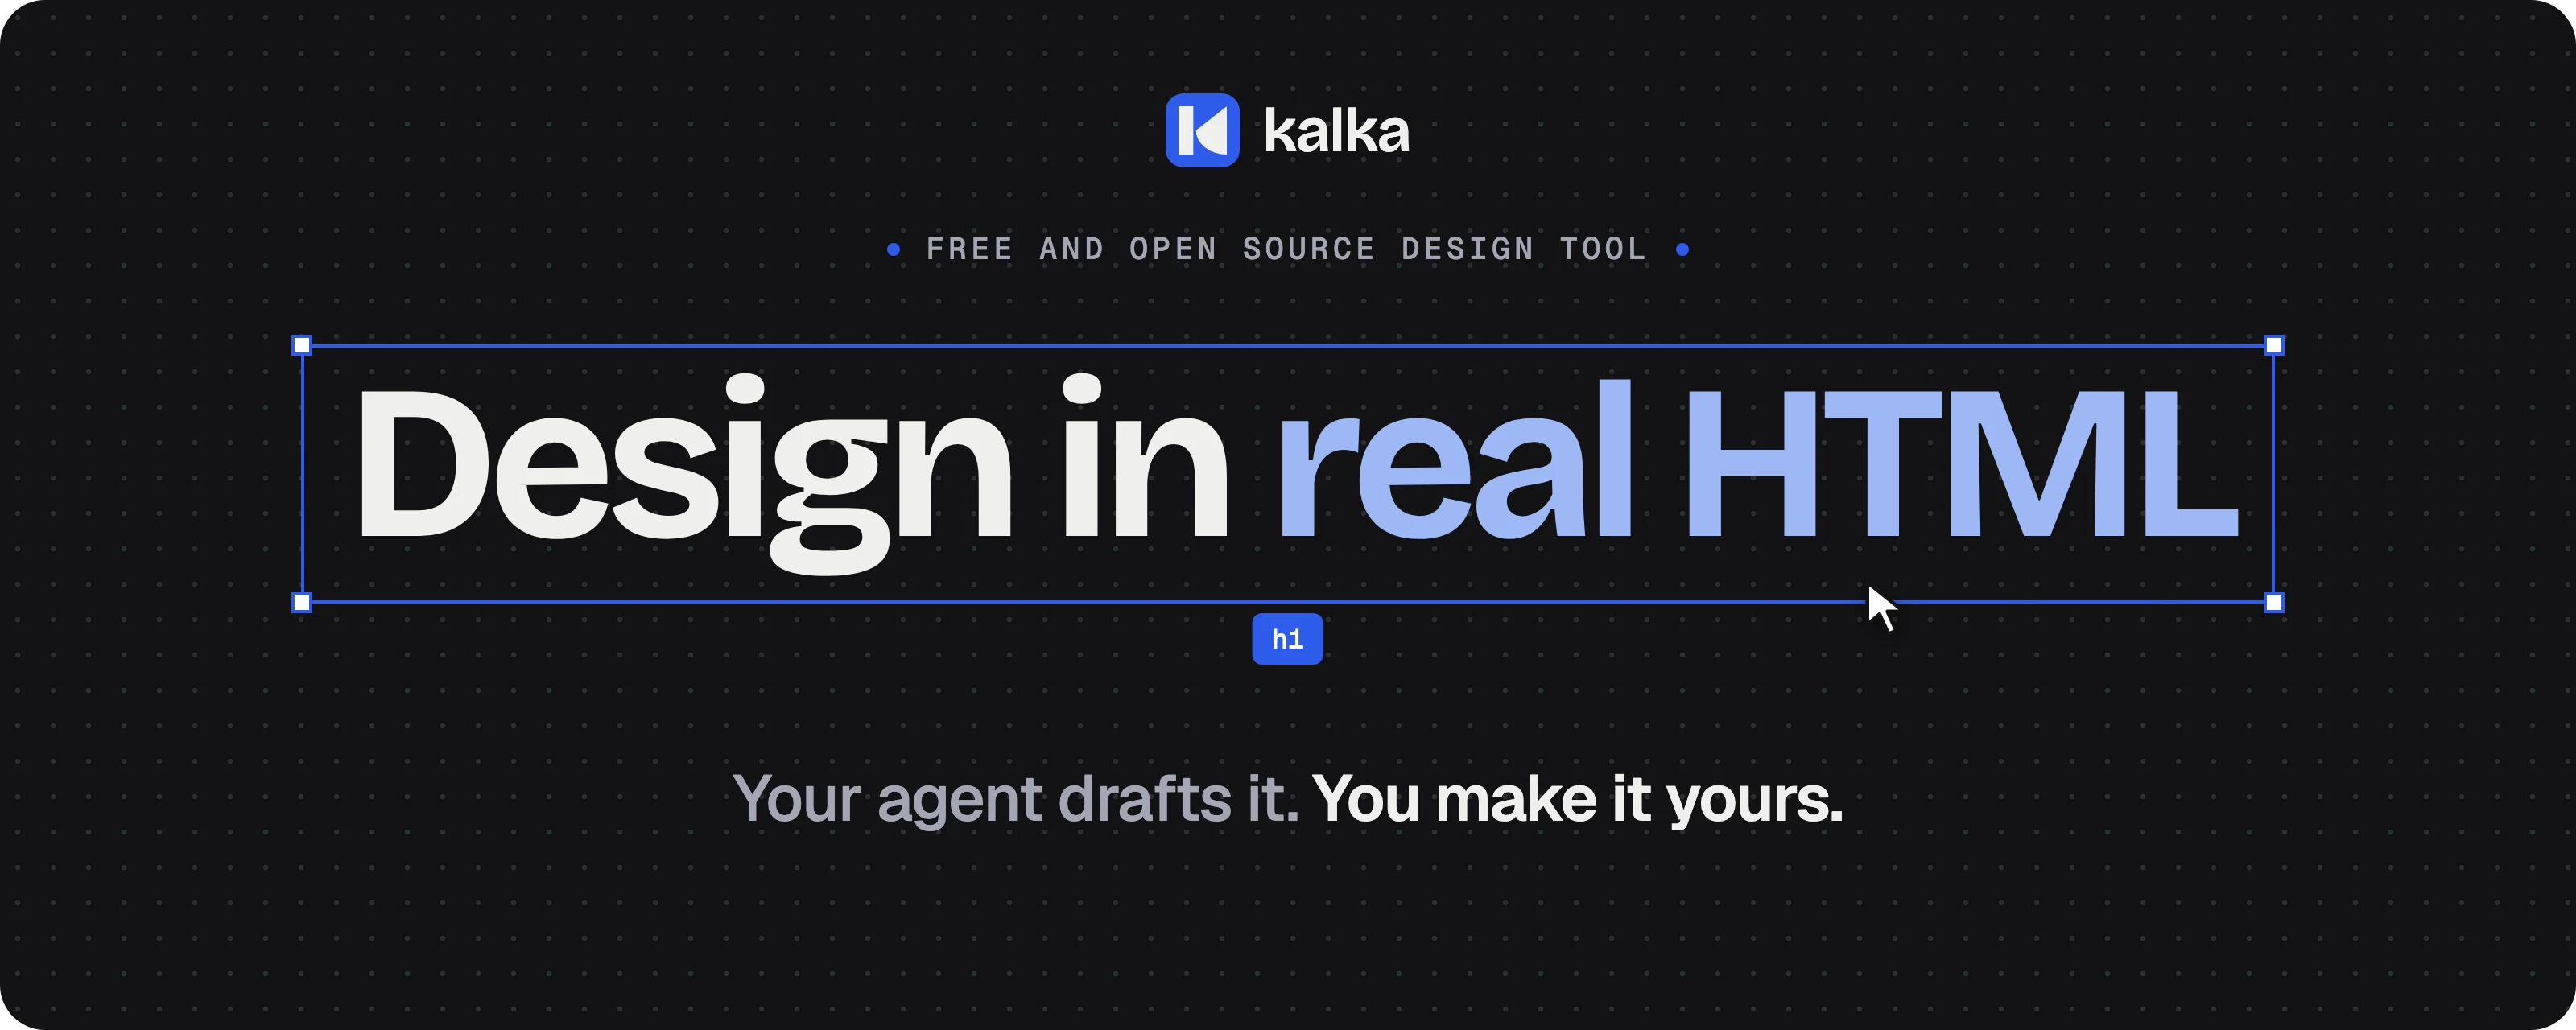 kalka
FREE AND OPEN SOURCE DESIGN TOOL
Design in real HTML
h1
Your agent drafts it. You make it yours.